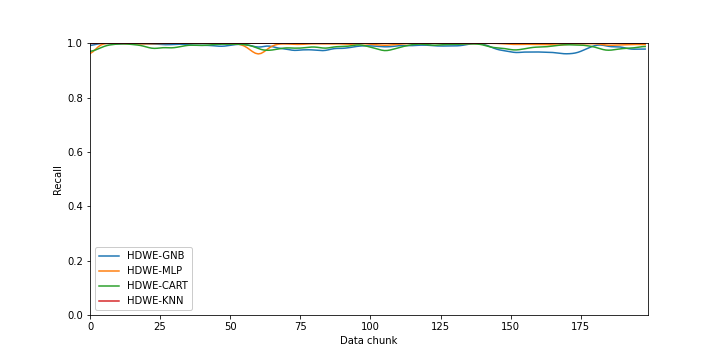 1.0
0.8
0.6
0.4
0.2
0.0
Recall
HDWE-GNB
HDWE-MLP
HDWE-CART
HDWE-KNN
0 25 50 75 100 125 150 175
Data chunk